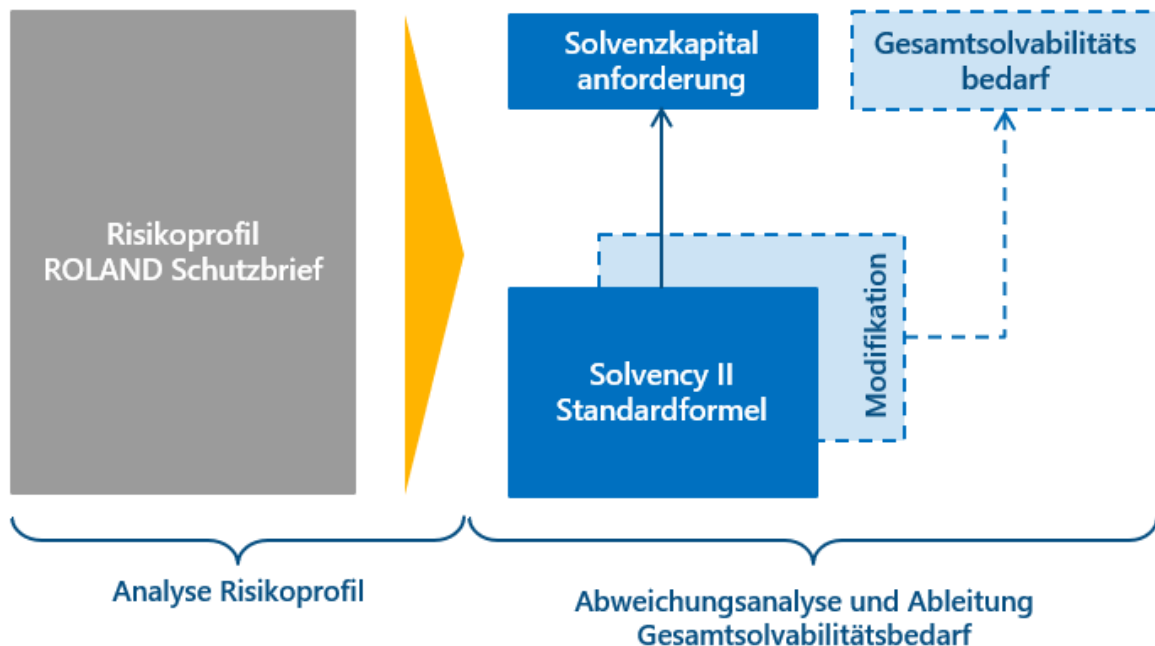 Solvenzkapital
anforderung
Gesamtsolvabilitäts
bedarf
Risikoprofil
ROLAND Schutzbrief
Modifikation
Solvency II
Standardformel
Analyse Risikoprofil
Abweichungsanalyse und Ableitung
Gesamtsolvabilitätsbedarf